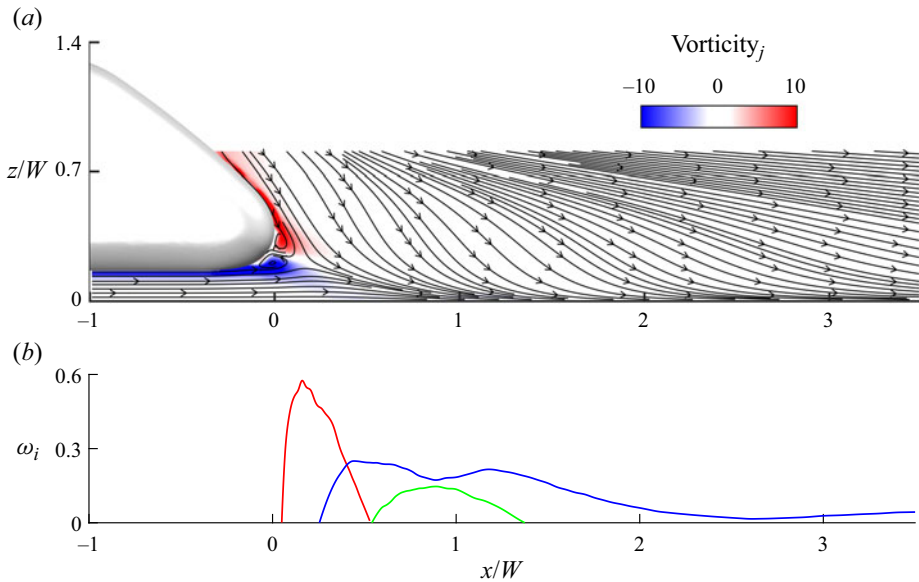 (a)
1.4
Vorticity_j
–10 0 10
z/W 0.7
0
–1 0 1 2 3
(b)
0.6
ω_i 0.3
0
–1 0 1 2 3
x/W